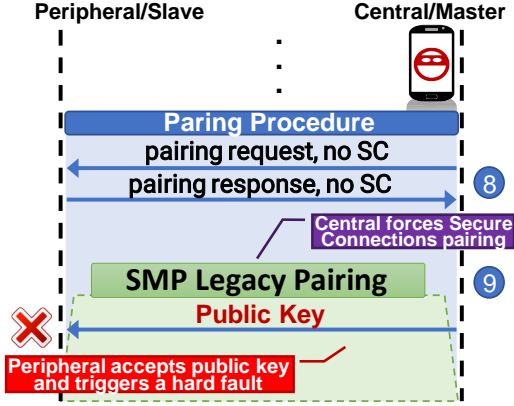 Peripheral/Slave
Central/Master
Paring Procedure
pairing request, no SC
pairing response, no SC
8
Central forces Secure
Connections pairing
SMP Legacy Pairing
9
Public Key
Peripheral accepts public key
and triggers a hard fault